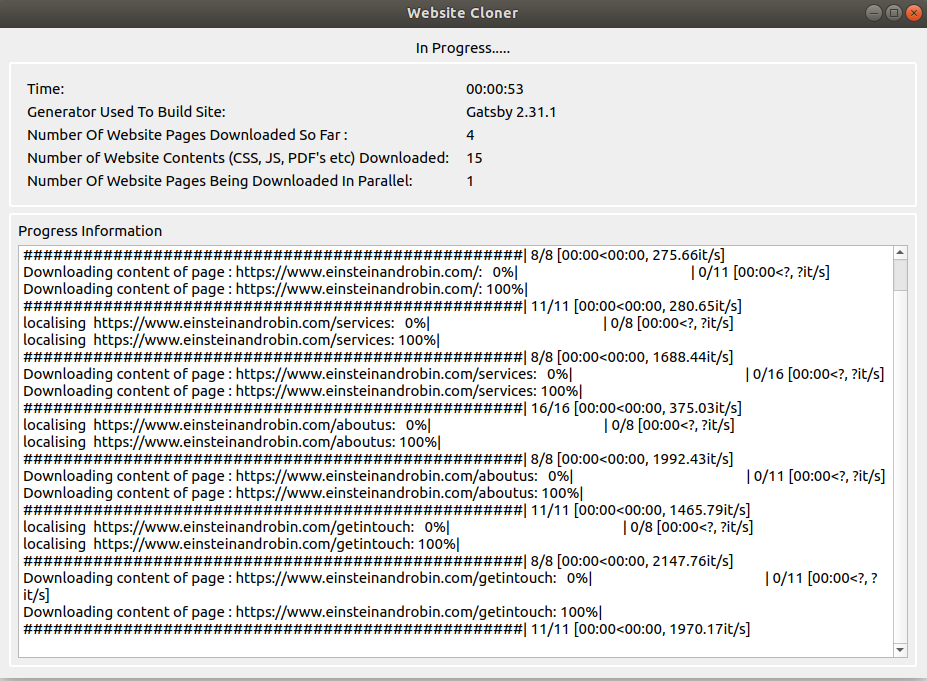 Website Cloner
In Progress.....
Time: 00:00:53
Generator Used To Build Site: Gatsby 2.31.1
Number Of Website Pages Downloaded So Far : 4
Number of Website Contents (CSS, JS, PDF's etc) Downloaded: 15
Number Of Website Pages Being Downloaded In Parallel: 1
Progress Information
##################################################| 8/8 [00:00<00:00, 275.66it/s]
Downloading content of page : https://www.einsteinandrobin.com/:   0%|          | 0/11 [00:00<?, ?it/s]
Downloading content of page : https://www.einsteinandrobin.com/: 100%|
##################################################| 11/11 [00:00<00:00, 280.65it/s]
localising  https://www.einsteinandrobin.com/services:   0%|          | 0/8 [00:00<?, ?it/s]
localising  https://www.einsteinandrobin.com/services: 100%|
##################################################| 8/8 [00:00<00:00, 1688.44it/s]
Downloading content of page : https://www.einsteinandrobin.com/services:   0%|          | 0/16 [00:00<?, ?it/s]
Downloading content of page : https://www.einsteinandrobin.com/services: 100%|
##################################################| 16/16 [00:00<00:00, 375.03it/s]
localising  https://www.einsteinandrobin.com/aboutus:   0%|          | 0/8 [00:00<?, ?it/s]
localising  https://www.einsteinandrobin.com/aboutus: 100%|
##################################################| 8/8 [00:00<00:00, 1992.43it/s]
Downloading content of page : https://www.einsteinandrobin.com/aboutus:   0%|          | 0/11 [00:00<?, ?it/s]
Downloading content of page : https://www.einsteinandrobin.com/aboutus: 100%|
##################################################| 11/11 [00:00<00:00, 1465.79it/s]
localising  https://www.einsteinandrobin.com/getintouch:   0%|          | 0/8 [00:00<?, ?it/s]
localising  https://www.einsteinandrobin.com/getintouch: 100%|
##################################################| 8/8 [00:00<00:00, 2147.76it/s]
Downloading content of page : https://www.einsteinandrobin.com/getintouch:   0%|          | 0/11 [00:00<?, ?
it/s]
Downloading content of page : https://www.einsteinandrobin.com/getintouch: 100%|
##################################################| 11/11 [00:00<00:00, 1970.17it/s]